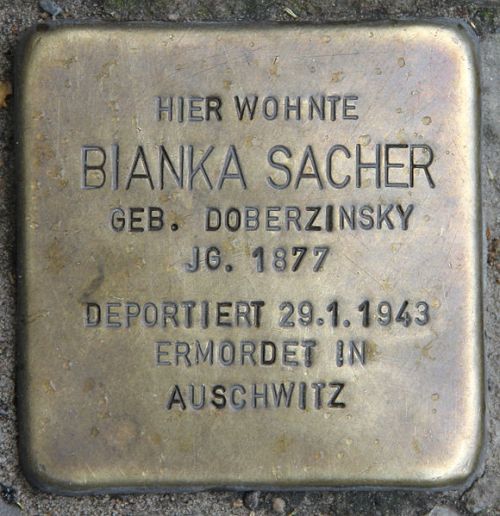 HIER WOHNTE
BIANKA SACHER
GEB. DOBERZINSKY
JG. 1877
DEPORTIERT 29.1.1943
ERMORDET IN
AUSCHWITZ